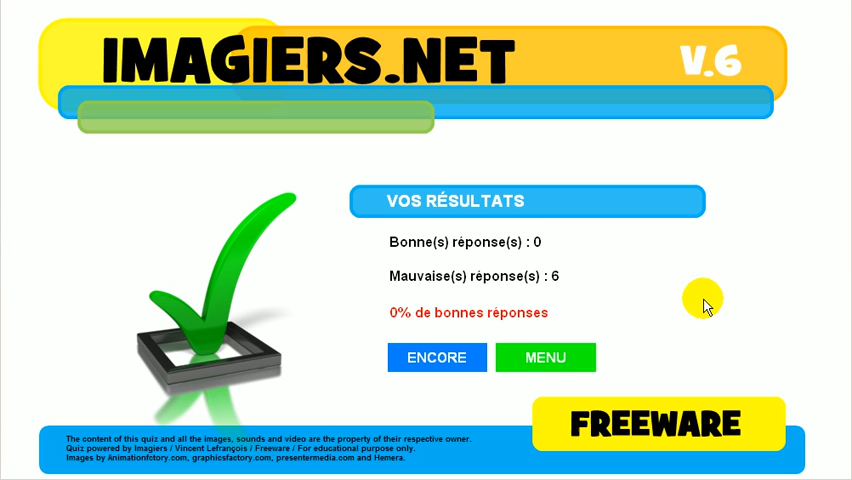 IMAGIERS.NET
V.6
VOS RÉSULTATS
Bonne(s) réponse(s) : 0
Mauvaise(s) réponse(s) : 6
0% de bonnes réponses
ENCORE
MENU
FREEWARE
The content of this quiz and all the images, sounds and video are the property of their respective owner.
Quiz powered by Imagiers / Vincent Lefrançois / Freeware / For educational purpose only.
Images by Animationfctory.com, graphicsfactory.com, presentermedia.com and Hemera.